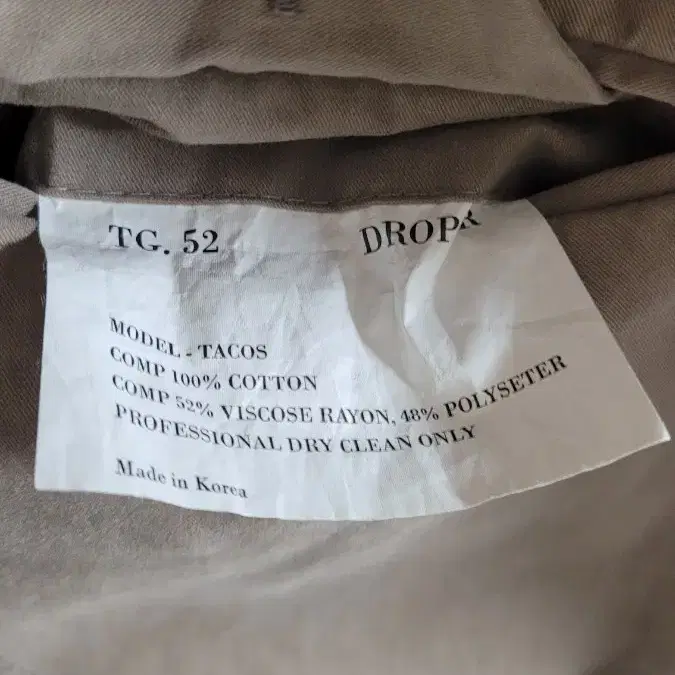 TG. 52
MODEL - TACOS
COMP 100% COTTON
COMP 52% VISCOSE RAYON, 48% POLYSETER
PROFESSIONAL DRY CLEAN ONLY
Made in Korea